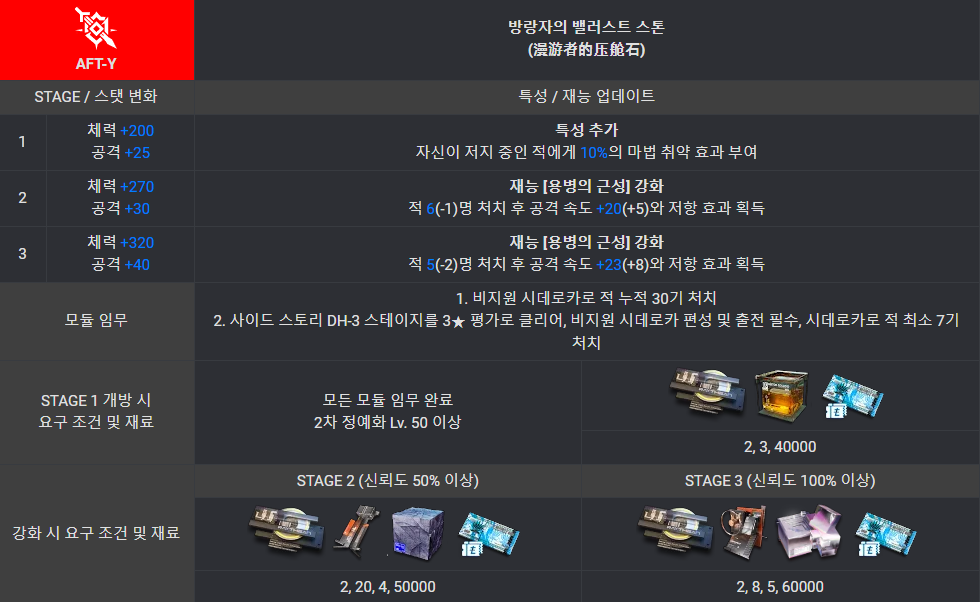 AFT-Y
방랑자의 밸러스트 스톤
(漫游者的压舱石)
STAGE / 스탯 변화
특성 / 재능 업데이트
1
체력 +200
공격 +25
특성 추가
자신이 저지 중인 적에게 10%의 마법 취약 효과 부여
2
체력 +270
공격 +30
재능 [용병의 근성] 강화
적 6(-1)명 처치 후 공격 속도 +20(+5)와 저항 효과 획득
3
체력 +320
공격 +40
재능 [용병의 근성] 강화
적 5(-2)명 처치 후 공격 속도 +23(+8)와 저항 효과 획득
모듈 임무
1. 비지원 시데로카로 적 누적 30기 처치
2. 사이드 스토리 DH-3 스테이지를 3★ 평가로 클리어, 비지원 시데로카 편성 및 출전 필수, 시데로카로 적 최소 7기
처치
STAGE 1 개방 시
요구 조건 및 재료
모든 모듈 임무 완료
2차 정예화 Lv. 50 이상
2, 3, 40000
강화 시 요구 조건 및 재료
STAGE 2 (신뢰도 50% 이상)
STAGE 3 (신뢰도 100% 이상)
2, 20, 4, 50000
2, 8, 5, 60000